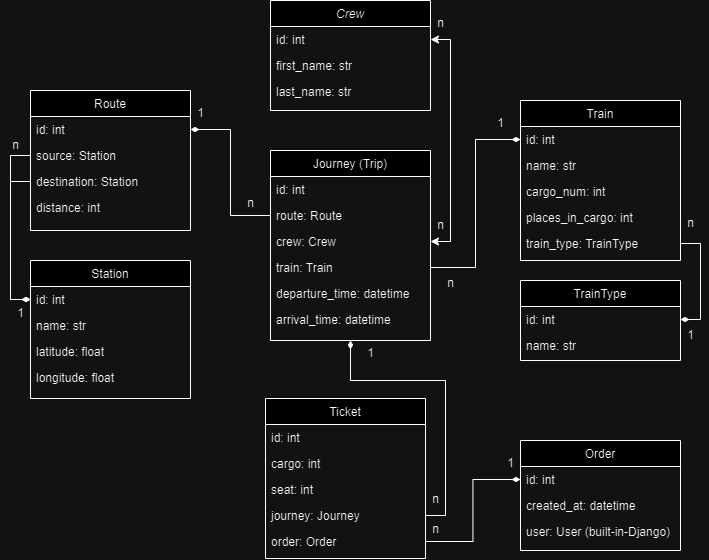 Crew
id: int
first_name: str
last_name: str
n
n
Route
id: int
source: Station
destination: Station
distance: int
1
n
n
1
Station
id: int
name: str
latitude: float
longitude: float
Journey (Trip)
id: int
route: Route
crew: Crew
train: Train
departure_time: datetime
arrival_time: datetime
n
1
1
Train
id: int
name: str
cargo_num: int
places_in_cargo: int
train_type: TrainType
n
1
TrainType
id: int
name: str
Ticket
id: int
cargo: int
seat: int
journey: Journey
order: Order
n
n
1
Order
id: int
created_at: datetime
user: User (built-in-Django)